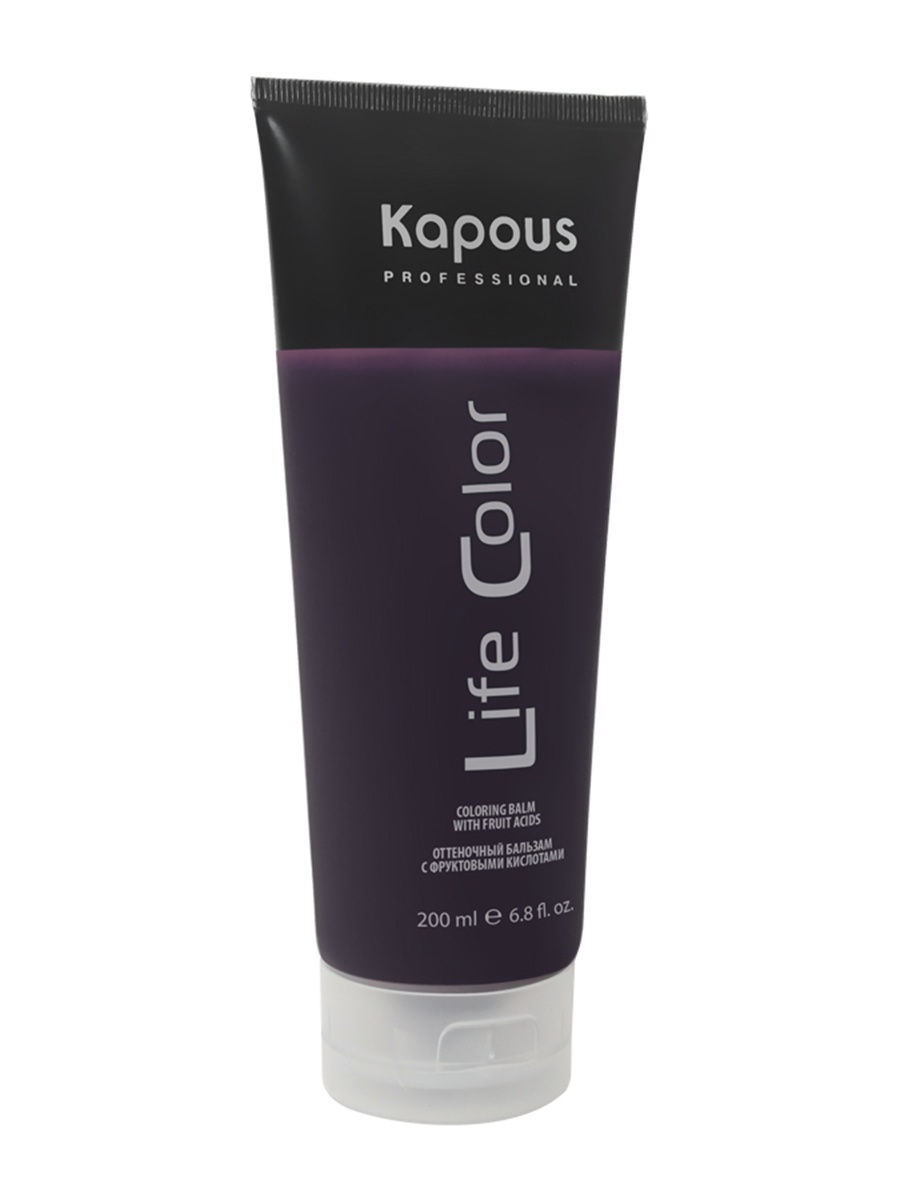 Kapous
PROFESSIONAL
Life Color
COLORING BALM
WITH FRUIT ACIDS
ОТТЕНОЧНЫЙ БАЛЬЗАМ
С ФРУКТОВЫМИ КИСЛОТАМИ
200 ml ℮ 6.8 fl. oz.